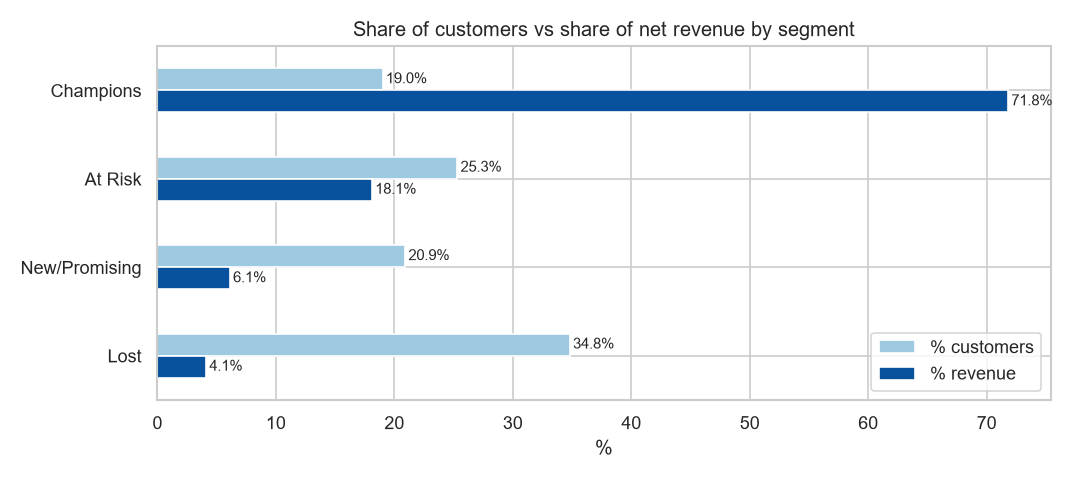 Share of customers vs share of net revenue by segment
Champions
19.0%
71.8%
At Risk
25.3%
18.1%
New/Promising
20.9%
6.1%
Lost
34.8%
4.1%
% customers
% revenue
0 10 20 30 40 50 60 70
%